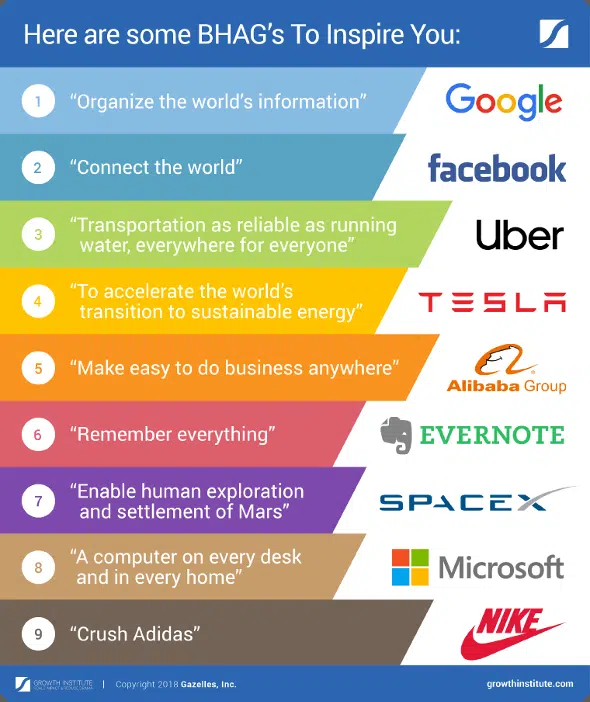 Here are some BHAG's To Inspire You:
1 “Organize the world's information” Google
2 “Connect the world” facebook
3 “Transportation as reliable as running
water, everywhere for everyone” Uber
4 “To accelerate the world's
transition to sustainable energy” TESLA
5 “Make easy to do business anywhere” Alibaba Group
6 “Remember everything” EVERNOTE
7 “Enable human exploration
and settlement of Mars” SPACEX
8 “A computer on every desk
and in every home” Microsoft
9 “Crush Adidas” NIKE
GROWTH INSTITUTE | Copyright 2018 Gazelles, Inc. growthinstitute.com